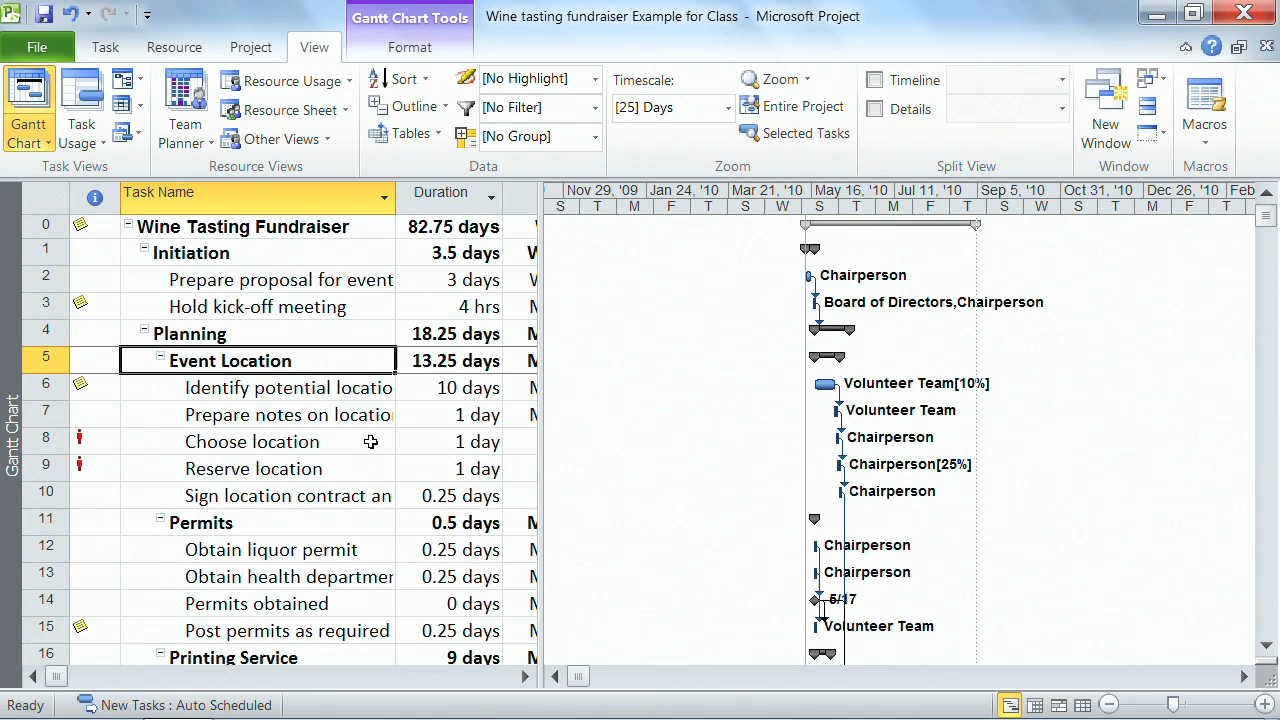 Gantt Chart Tools
Wine tasting fundraiser Example for Class - Microsoft Project
File Task Resource Project View Format
Gantt Chart
Task Usage
Team Planner
Resource Usage
Resource Sheet
Other Views
Sort
Outline
Tables
[No Highlight]
[No Filter]
[No Group]
Timescale:
[25] Days
Zoom
Entire Project
Selected Tasks
Timeline
Details
New Window
Macros
Task Views Resource Views Data Zoom Split View Window Macros
Task Name Duration
Nov 29, '09 Jan 24, '10 Mar 21, '10 May 16, '10 Jul 11, '10 Sep 5, '10 Oct 31, '10 Dec 26, '10 Feb
S T M F T W S T M F T S W T M F T
0 Wine Tasting Fundraiser 82.75 days
1 Initiation 3.5 days W
2 Prepare proposal for event 3 days Chairperson
3 Hold kick-off meeting 4 hrs Board of Directors,Chairperson
4 Planning 18.25 days
5 Event Location 13.25 days
6 Identify potential locatio 10 days Volunteer Team[10%]
7 Prepare notes on locatio 1 day Volunteer Team
8 Choose location 1 day Chairperson
9 Reserve location 1 day Chairperson[25%]
10 Sign location contract an 0.25 days Chairperson
11 Permits 0.5 days
12 Obtain liquor permit 0.25 days Chairperson
13 Obtain health departmen 0.25 days Chairperson
14 Permits obtained 0 days 5/17
15 Post permits as required 0.25 days Volunteer Team
16 Printing Service 9 days
Gantt Chart
Ready New Tasks : Auto Scheduled